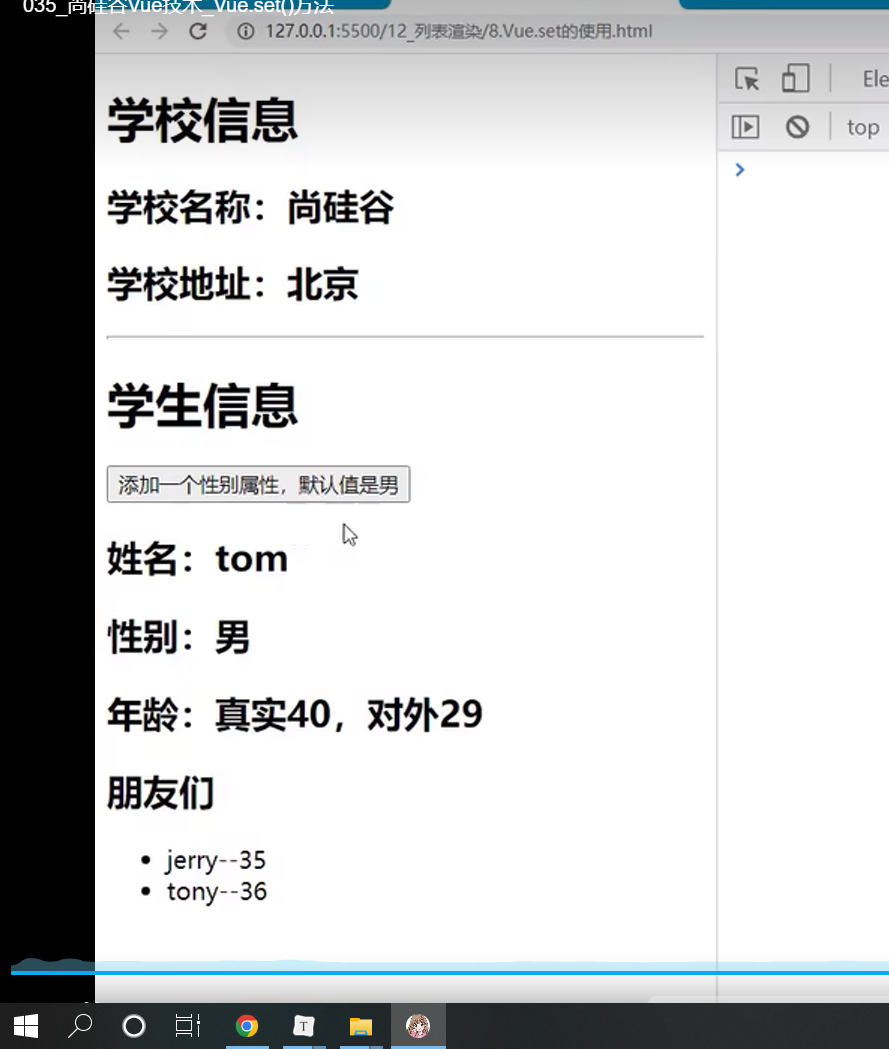 035_尚硅谷Vue技术_Vue.set()方法
127.0.0.1:5500/12_列表渲染/8.Vue.set的使用.html
Ele
top
学校信息
学校名称：尚硅谷
学校地址：北京
学生信息
添加一个性别属性，默认值是男
姓名：tom
性别：男
年龄：真实40，对外29
朋友们
jerry--35
tony--36
T